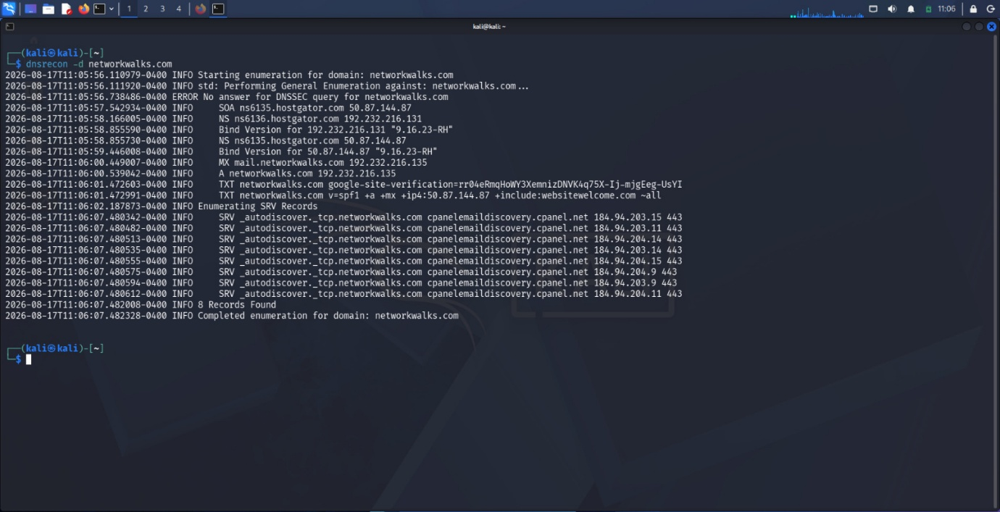 1 2 3 4 11:06
kali@kali: ~
(kali㉿kali)-[~]
$ dnsrecon -d networkwalks.com
2026-08-17T11:05:56.110979-0400 INFO Starting enumeration for domain: networkwalks.com
2026-08-17T11:05:56.111920-0400 INFO std: Performing General Enumeration against: networkwalks.com...
2026-08-17T11:05:56.738486-0400 ERROR No answer for DNSSEC query for networkwalks.com
2026-08-17T11:05:57.542934-0400 INFO SOA ns6135.hostgator.com 50.87.144.87
2026-08-17T11:05:58.166005-0400 INFO NS ns6136.hostgator.com 192.232.216.131
2026-08-17T11:05:58.855590-0400 INFO Bind Version for 192.232.216.131 "9.16.23-RH"
2026-08-17T11:05:58.855730-0400 INFO NS ns6135.hostgator.com 50.87.144.87
2026-08-17T11:05:59.446008-0400 INFO Bind Version for 50.87.144.87 "9.16.23-RH"
2026-08-17T11:06:00.449007-0400 INFO MX mail.networkwalks.com 192.232.216.135
2026-08-17T11:06:00.539042-0400 INFO A networkwalks.com 192.232.216.135
2026-08-17T11:06:01.472603-0400 INFO TXT networkwalks.com google-site-verification=rr04eRmqHoWY3XemnizDNVK4q75X-Ij-mjgEeg-UsYI
2026-08-17T11:06:01.472991-0400 INFO TXT networkwalks.com v=spf1 +a +mx +ip4:50.87.144.87 +include:websitewelcome.com ~all
2026-08-17T11:06:02.187873-0400 INFO Enumerating SRV Records
2026-08-17T11:06:07.480342-0400 INFO SRV _autodiscover._tcp.networkwalks.com cpanelemaildiscovery.cpanel.net 184.94.203.15 443
2026-08-17T11:06:07.480482-0400 INFO SRV _autodiscover._tcp.networkwalks.com cpanelemaildiscovery.cpanel.net 184.94.203.11 443
2026-08-17T11:06:07.480513-0400 INFO SRV _autodiscover._tcp.networkwalks.com cpanelemaildiscovery.cpanel.net 184.94.204.14 443
2026-08-17T11:06:07.480535-0400 INFO SRV _autodiscover._tcp.networkwalks.com cpanelemaildiscovery.cpanel.net 184.94.203.14 443
2026-08-17T11:06:07.480555-0400 INFO SRV _autodiscover._tcp.networkwalks.com cpanelemaildiscovery.cpanel.net 184.94.204.15 443
2026-08-17T11:06:07.480575-0400 INFO SRV _autodiscover._tcp.networkwalks.com cpanelemaildiscovery.cpanel.net 184.94.204.9 443
2026-08-17T11:06:07.480594-0400 INFO SRV _autodiscover._tcp.networkwalks.com cpanelemaildiscovery.cpanel.net 184.94.203.9 443
2026-08-17T11:06:07.480612-0400 INFO SRV _autodiscover._tcp.networkwalks.com cpanelemaildiscovery.cpanel.net 184.94.204.11 443
2026-08-17T11:06:07.482008-0400 INFO 8 Records Found
2026-08-17T11:06:07.482328-0400 INFO Completed enumeration for domain: networkwalks.com
(kali㉿kali)-[~]
$